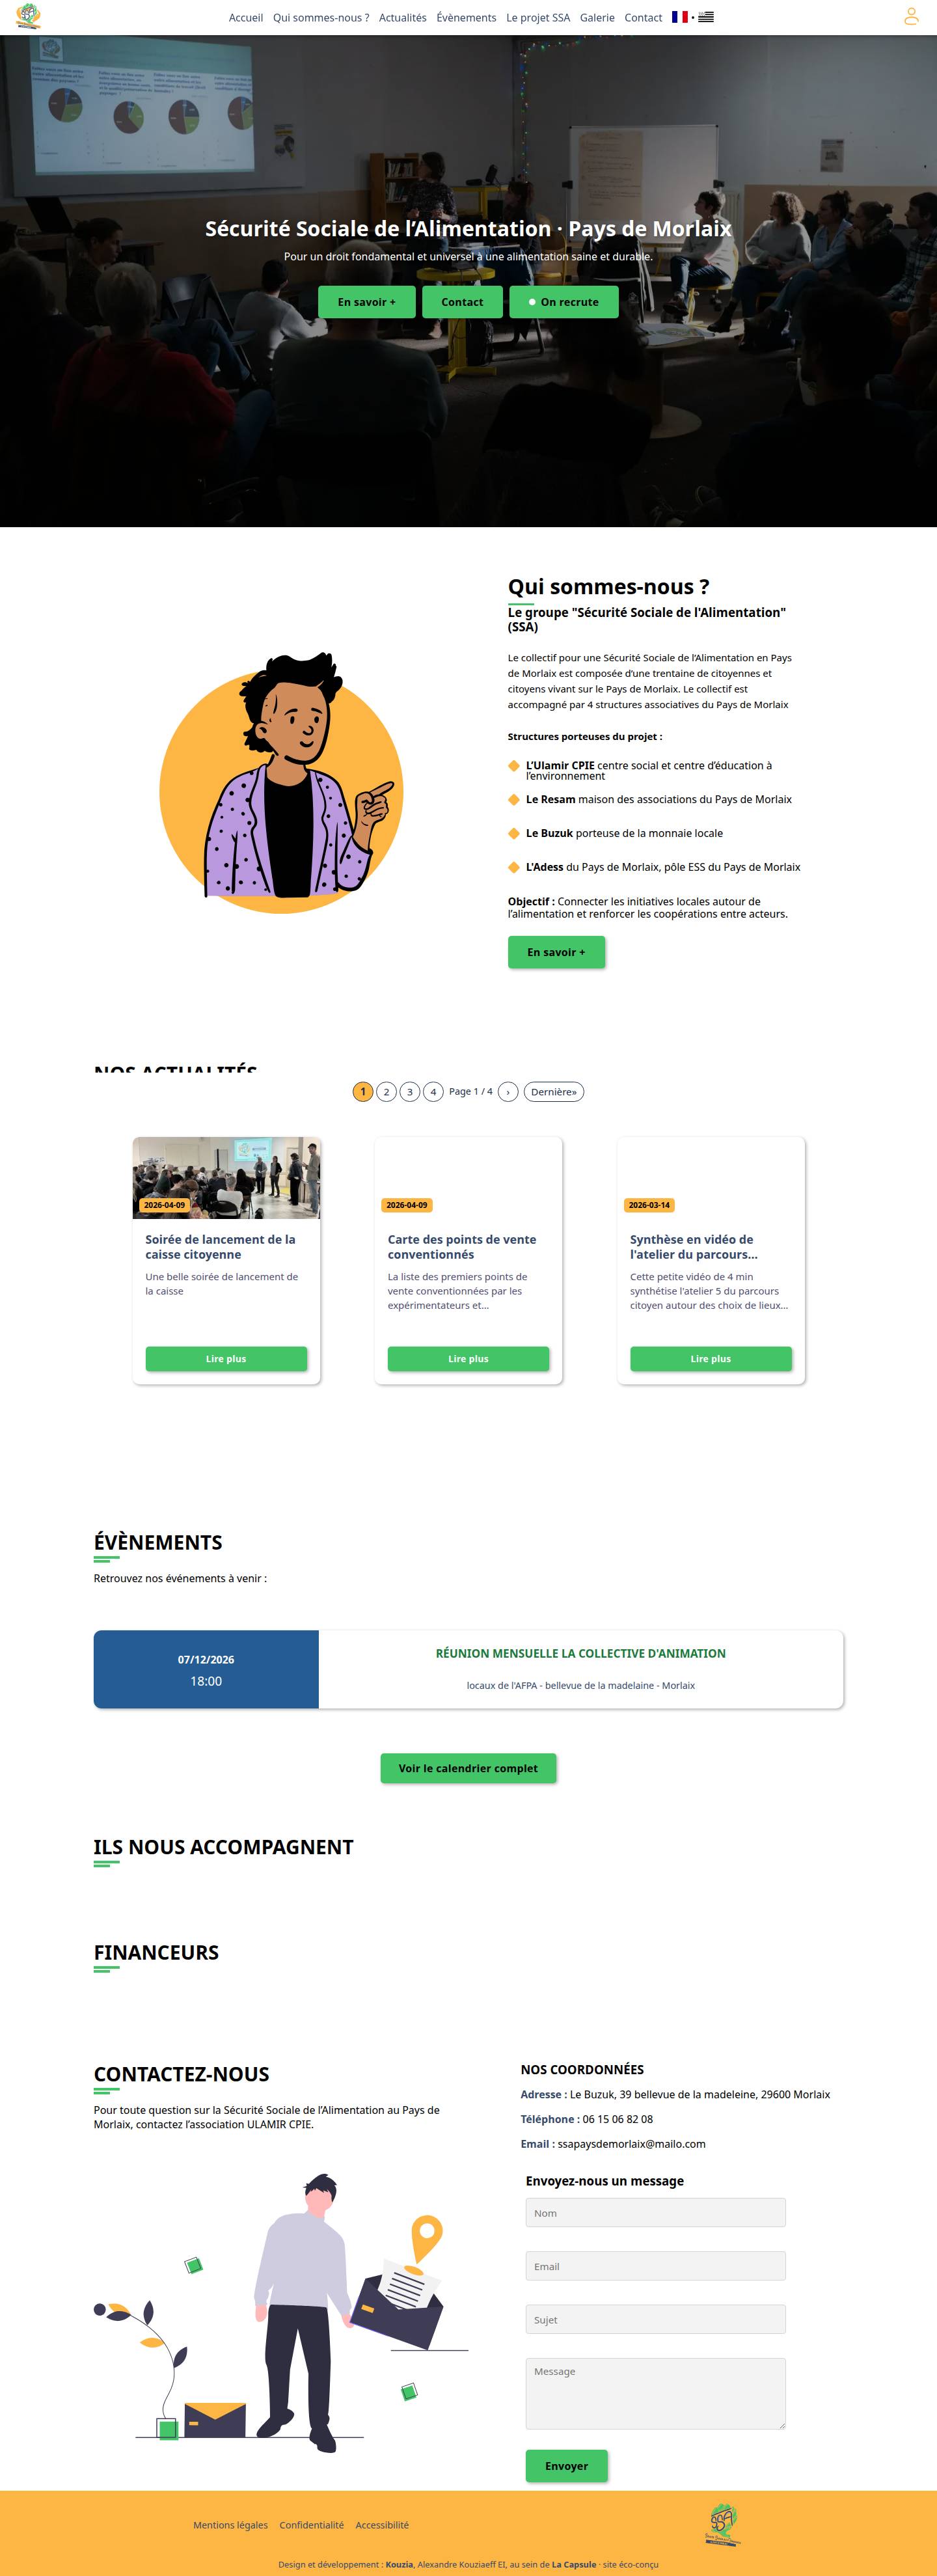 Accueil Qui sommes-nous ? Actualités Évènements Le projet SSA Galerie Contact
Sécurité Sociale de l’Alimentation · Pays de Morlaix
Pour un droit fondamental et universel à une alimentation saine et durable.
En savoir + Contact On recrute
Qui sommes-nous ?
Le groupe "Sécurité Sociale de l'Alimentation"
(SSA)
Le collectif pour une Sécurité Sociale de l’Alimentation en Pays
de Morlaix est composée d’une trentaine de citoyennes et
citoyens vivant sur le Pays de Morlaix. Le collectif est
accompagné par 4 structures associatives du Pays de Morlaix
Structures porteuses du projet :
L’Ulamir CPIE centre social et centre d’éducation à
l’environnement
Le Resam maison des associations du Pays de Morlaix
Le Buzuk porteuse de la monnaie locale
L'Adess du Pays de Morlaix, pôle ESS du Pays de Morlaix
Objectif : Connecter les initiatives locales autour de
l’alimentation et renforcer les coopérations entre acteurs.
En savoir +
NOS ACTUALITÉS
1 2 3 4 Page 1 / 4 › Dernière»
2026-04-09
Soirée de lancement de la
caisse citoyenne
Une belle soirée de lancement de
la caisse
Lire plus
2026-04-09
Carte des points de vente
conventionnés
La liste des premiers points de
vente conventionnées par les
expérimentateurs et...
Lire plus
2026-03-14
Synthèse en vidéo de
l'atelier du parcours...
Cette petite vidéo de 4 min
synthétise l'atelier 5 du parcours
citoyen autour des choix de lieux...
Lire plus
ÉVÈNEMENTS
Retrouvez nos événements à venir :
07/12/2026
18:00
RÉUNION MENSUELLE LA COLLECTIVE D'ANIMATION
locaux de l'AFPA - bellevue de la madelaine - Morlaix
Voir le calendrier complet
ILS NOUS ACCOMPAGNENT
FINANCEURS
CONTACTEZ-NOUS
Pour toute question sur la Sécurité Sociale de l’Alimentation au Pays de
Morlaix, contactez l’association ULAMIR CPIE.
NOS COORDONNÉES
Adresse : Le Buzuk, 39 bellevue de la madeleine, 29600 Morlaix
Téléphone : 06 15 06 82 08
Email : ssapaysdemorlaix@mailo.com
Envoyez-nous un message
Nom
Email
Sujet
Message
Envoyer
Mentions légales Confidentialité Accessibilité
SSA
Design et développement : Kouzia, Alexandre Kouziaeff EI, au sein de La Capsule · site éco-conçu